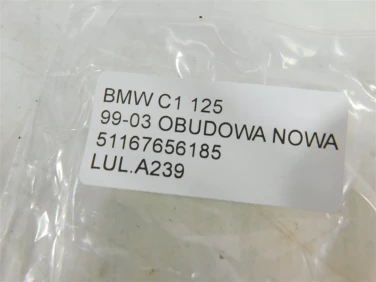 BMW C1 125
99-03 OBUDOWA NOWA
51167656185
LUL.A239